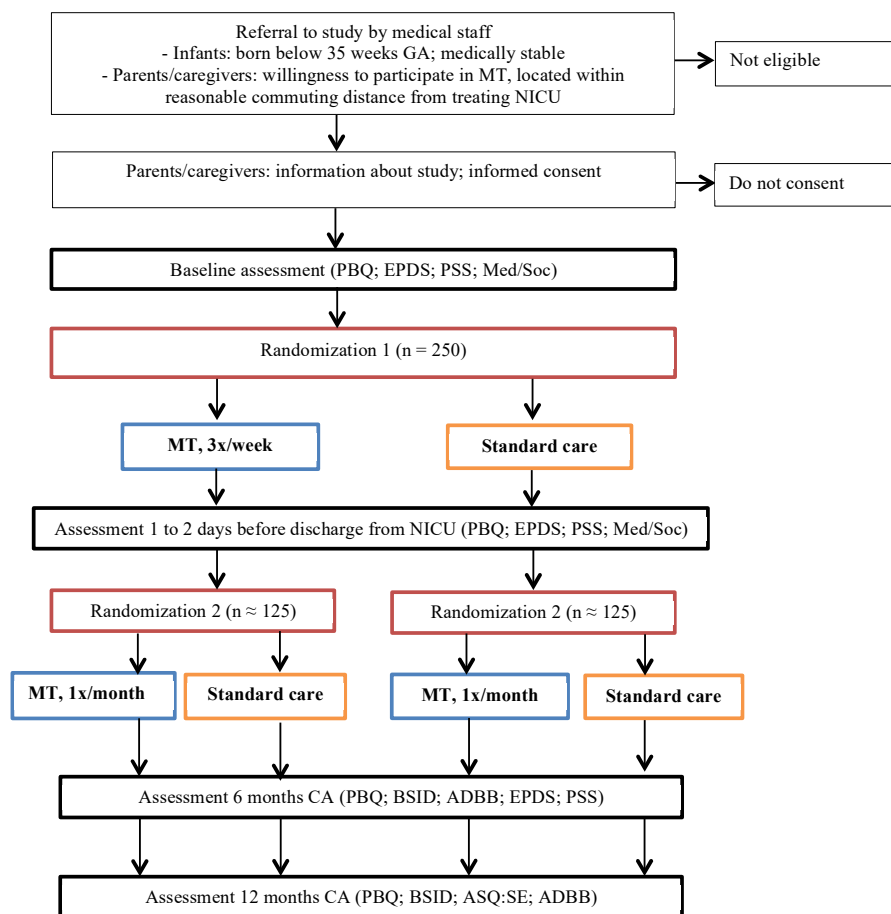 Referral to study by medical staff
- Infants: born below 35 weeks GA; medically stable
- Parents/caregivers: willingness to participate in MT, located within
reasonable commuting distance from treating NICU
Not eligible
Parents/caregivers: information about study; informed consent
Do not consent
Baseline assessment (PBQ; EPDS; PSS; Med/Soc)
Randomization 1 (n = 250)
MT, 3x/week
Standard care
Assessment 1 to 2 days before discharge from NICU (PBQ; EPDS; PSS; Med/Soc)
Randomization 2 (n ≈ 125)
Randomization 2 (n ≈ 125)
MT, 1x/month
Standard care
MT, 1x/month
Standard care
Assessment 6 months CA (PBQ; BSID; ADBB; EPDS; PSS)
Assessment 12 months CA (PBQ; BSID; ASQ:SE; ADBB)